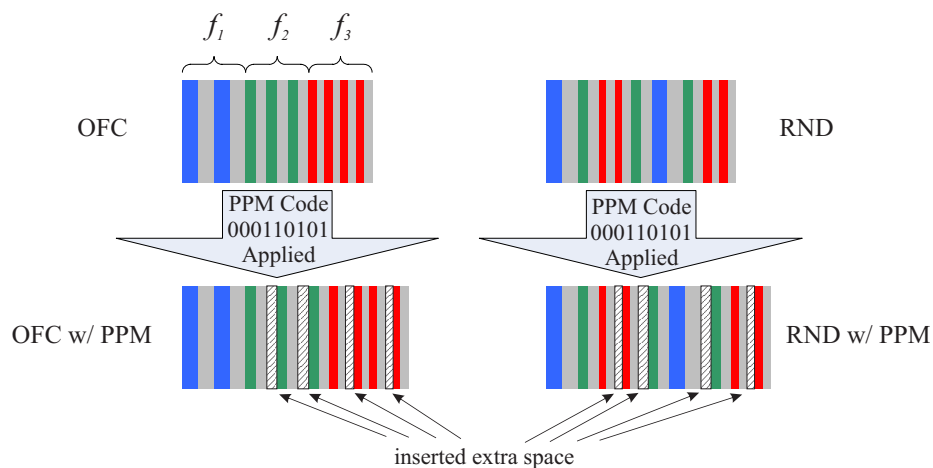 f1 f2 f3
OFC
RND
PPM Code
000110101
Applied
PPM Code
000110101
Applied
OFC w/ PPM
RND w/ PPM
inserted extra space